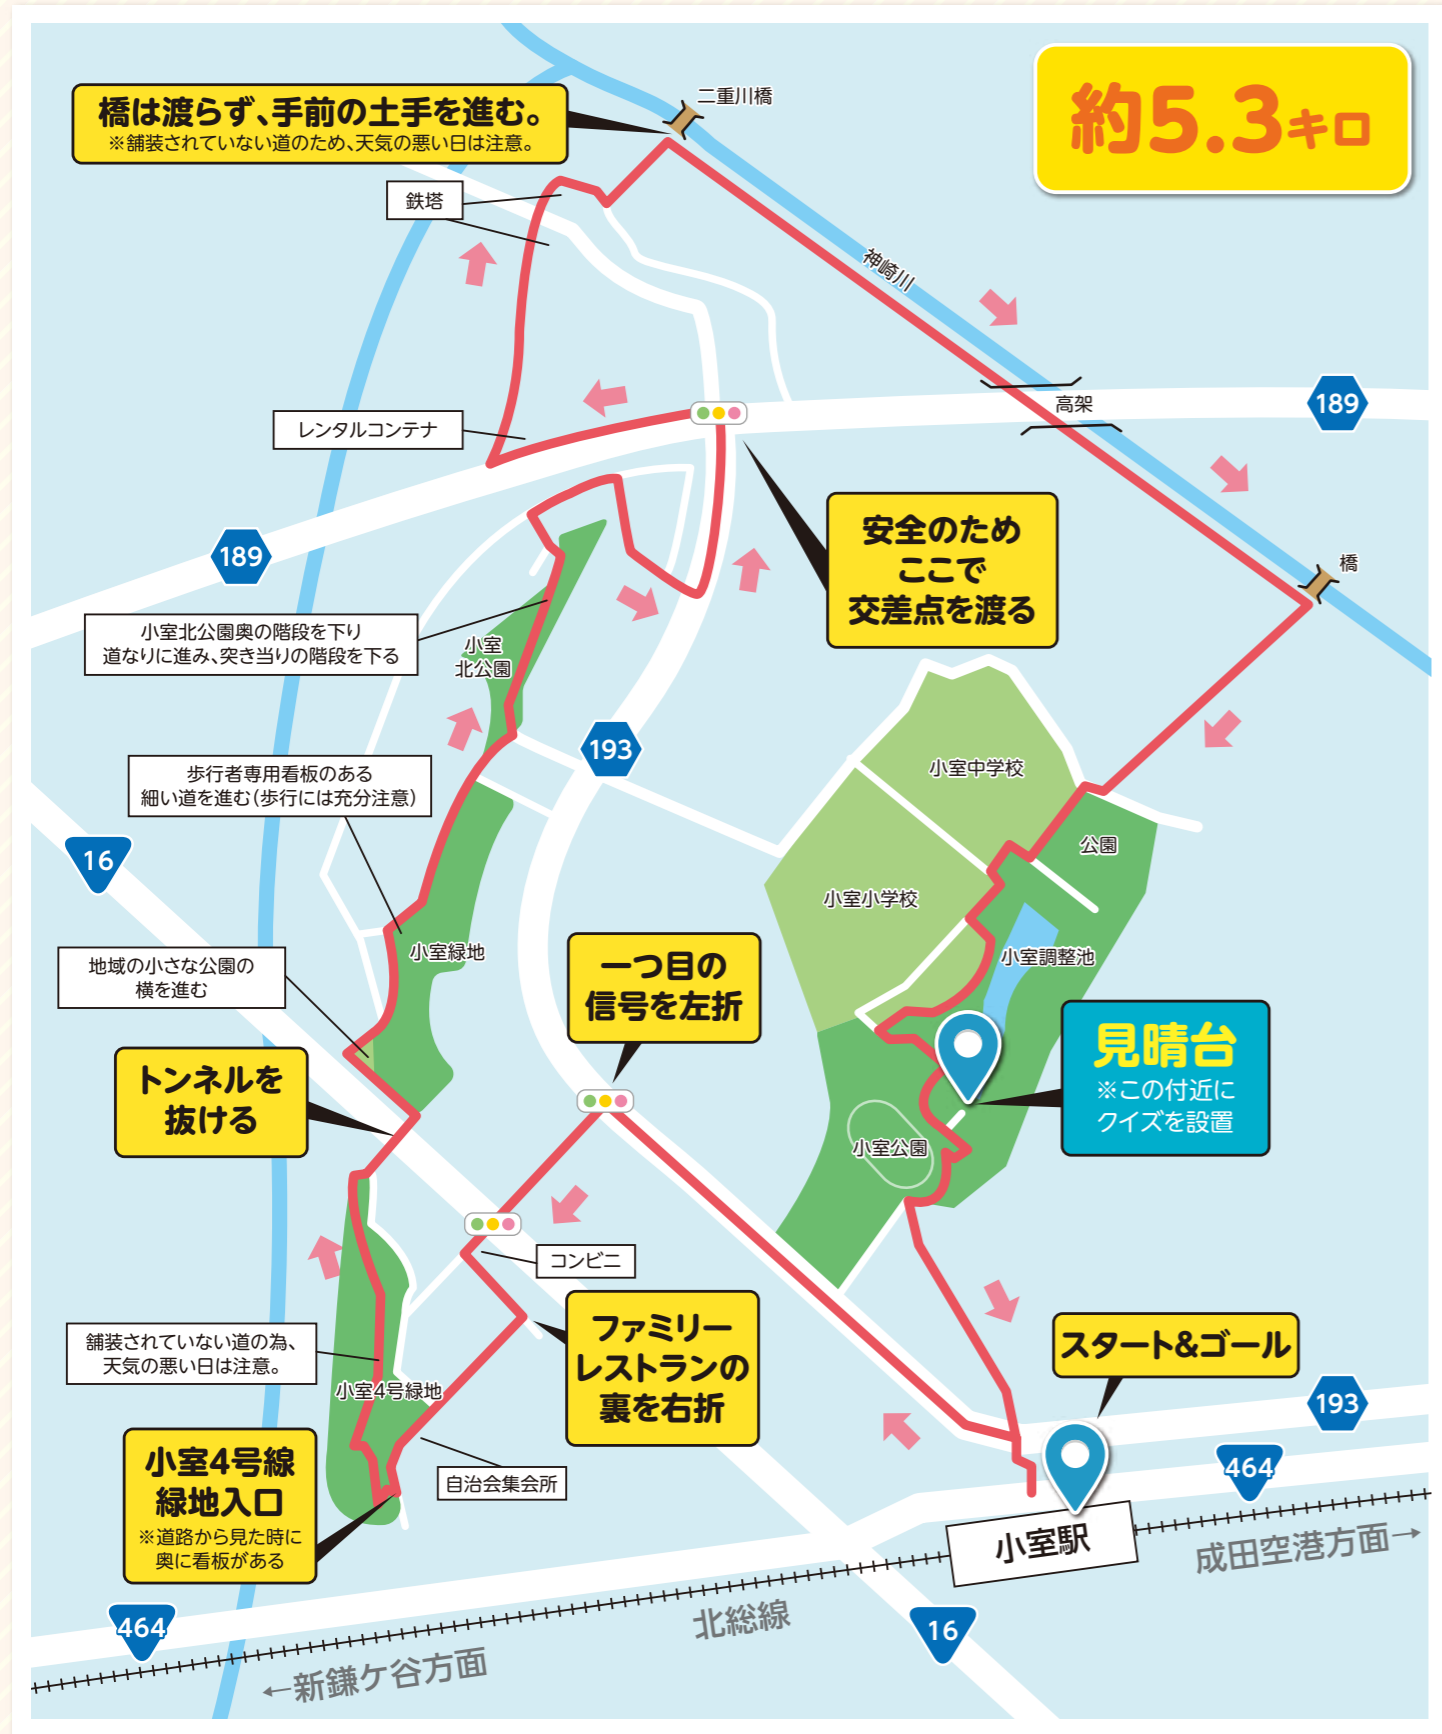 約5.3キロ
橋は渡らず、手前の土手を進む。
※舗装されていない道のため、天気の悪い日は注意。
二重川橋
鉄塔
神崎川
レンタルコンテナ
高架
189
189
安全のため
ここで
交差点を渡る
橋
小室北公園奥の階段を下り
道なりに進み、突き当りの階段を下る
小室
北公園
193
歩行者専用看板のある
細い道を進む(歩行には充分注意)
小室中学校
公園
16
小室小学校
小室緑地
小室調整池
地域の小さな公園の
横を進む
一つ目の
信号を左折
見晴台
※この付近に
クイズを設置
トンネルを
抜ける
小室公園
コンビニ
ファミリー
レストランの
裏を右折
舗装されていない道の為、
天気の悪い日は注意。
小室4号緑地
スタート&ゴール
193
464
小室4号線
緑地入口
※道路から見た時に
奥に看板がある
自治会集会所
小室駅
成田空港方面→
464
北総線
16
←新鎌ケ谷方面